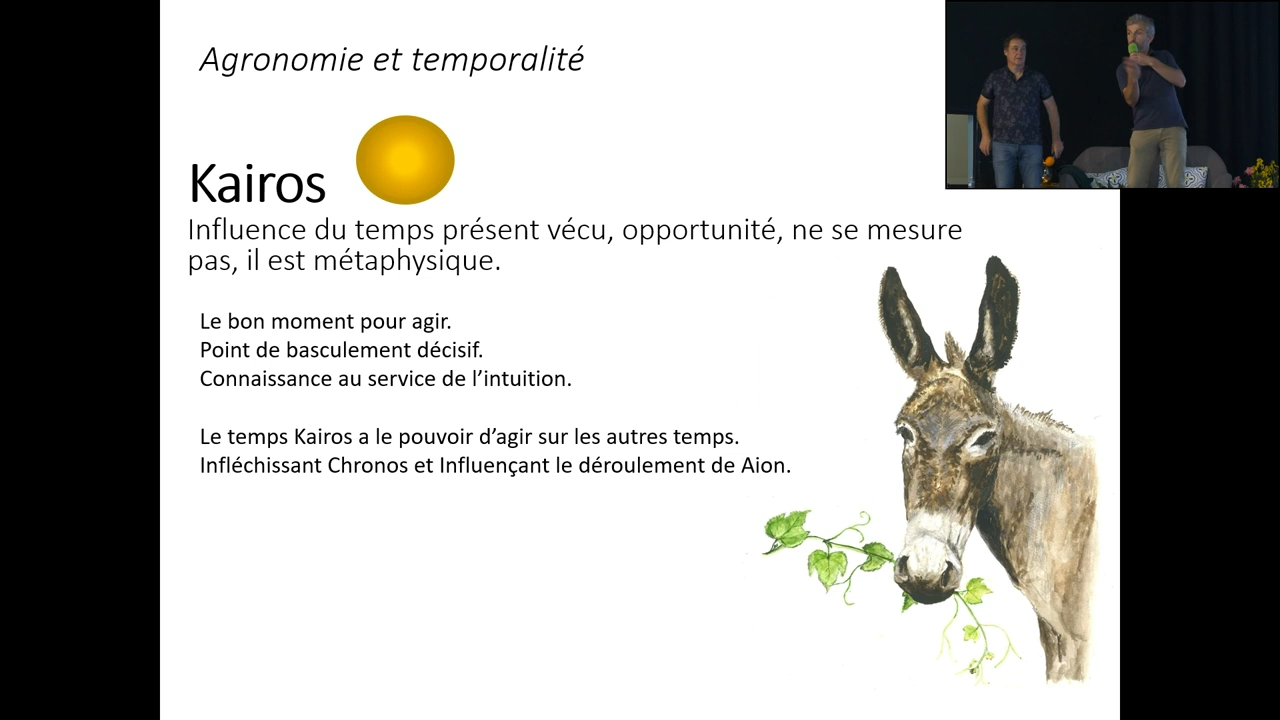 Agronomie et temporalité
Kairos
Influence du temps présent vécu, opportunité, ne se mesure
pas, il est métaphysique.
Le bon moment pour agir.
Point de basculement décisif.
Connaissance au service de l’intuition.
Le temps Kairos a le pouvoir d’agir sur les autres temps.
Infléchissant Chronos et Influençant le déroulement de Aion.